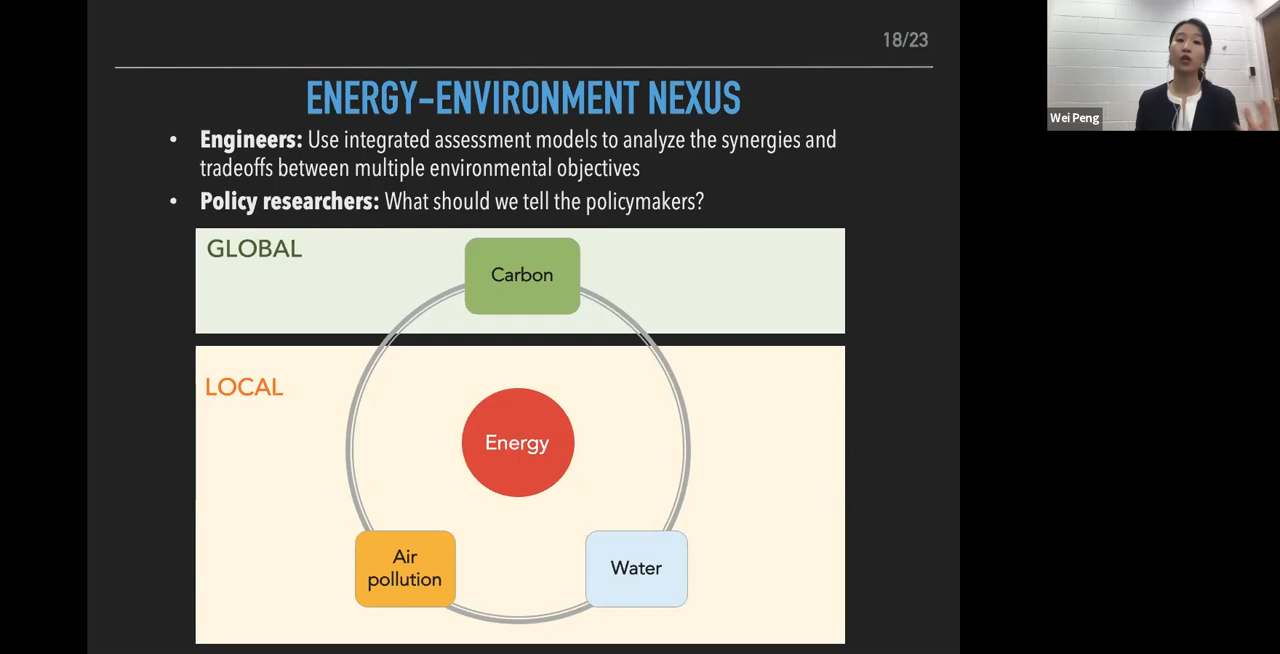 18/23
ENERGY–ENVIRONMENT NEXUS
• Engineers: Use integrated assessment models to analyze the synergies and
tradeoffs between multiple environmental objectives
• Policy researchers: What should we tell the policymakers?
GLOBAL
Carbon
LOCAL
Energy
Air
pollution
Water
Wei Peng